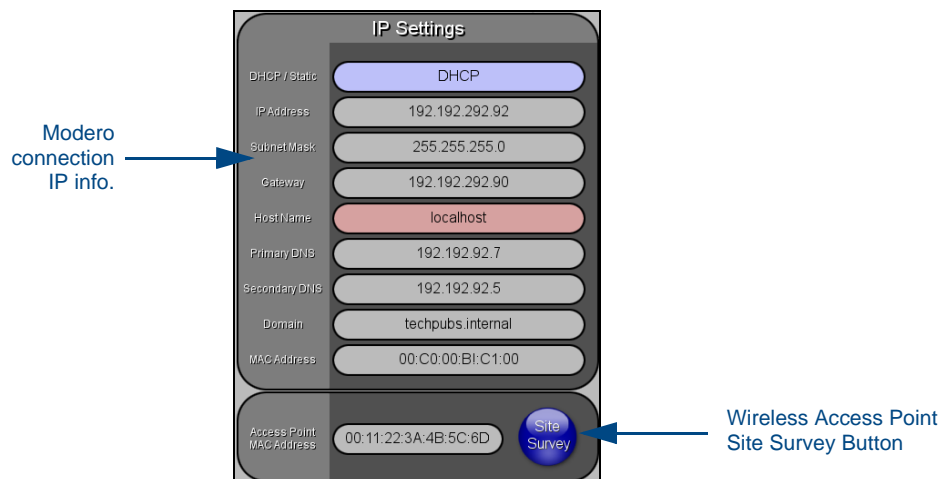 IP Settings
DHCP / Static
DHCP
IP Address
192.192.292.92
Subnet Mask
255.255.255.0
Gateway
192.192.292.90
Host Name
localhost
Primary DNS
192.192.92.7
Secondary DNS
192.192.92.5
Domain
techpubs.internal
MAC Address
00:C0:00:B!:C1:00
Access Point
MAC Address
00:11:22:3A:4B:5C:6D
Site
Survey
Modero
connection
IP info.
Wireless Access Point
Site Survey Button